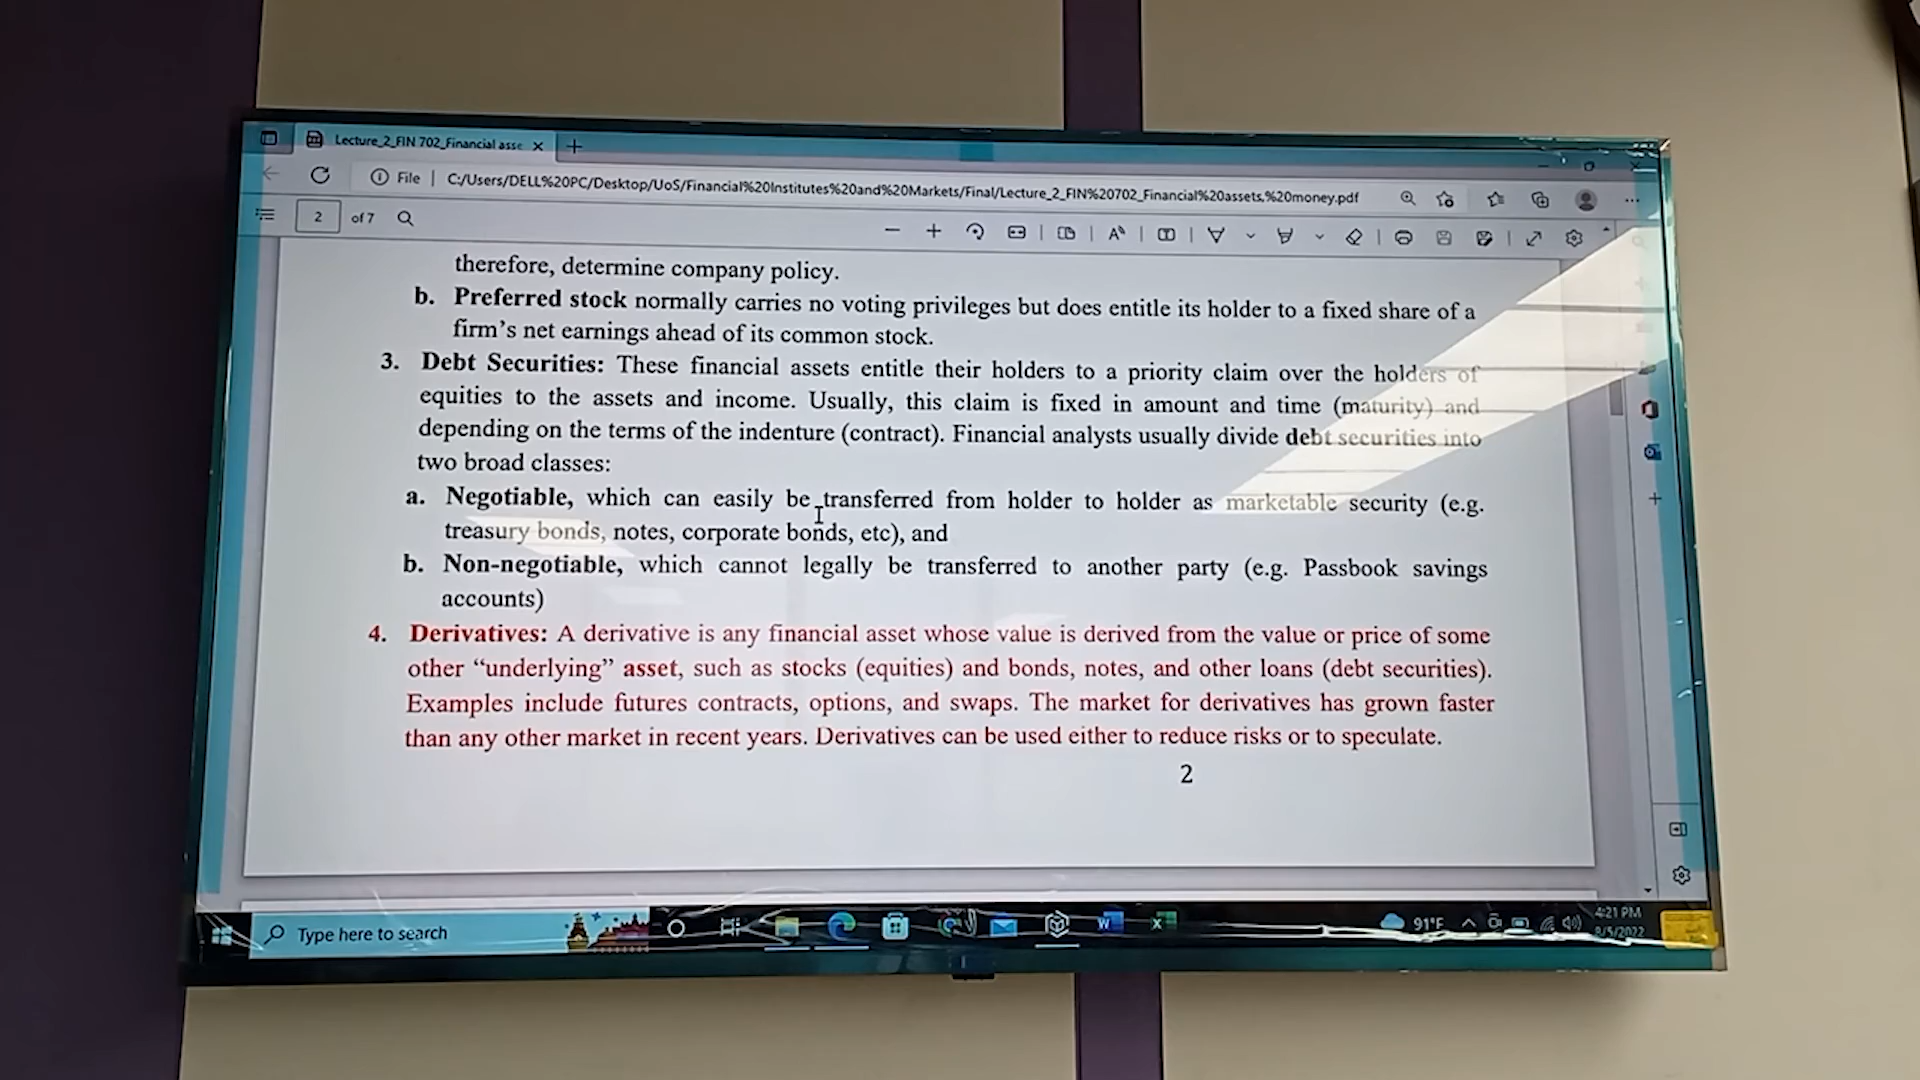 Lecture_2_FIN 702_Financial asse
File | C:/Users/DELL%20PC/Desktop/UoS/Financial%20Institutes%20and%20Markets/Final/Lecture_2_FIN%20702_Financial%20assets,%20money.pdf
2 of 7
therefore, determine company policy.
b. Preferred stock normally carries no voting privileges but does entitle its holder to a fixed share of a
firm’s net earnings ahead of its common stock.
3. Debt Securities: These financial assets entitle their holders to a priority claim over the holders of
equities to the assets and income. Usually, this claim is fixed in amount and time (maturity) and
depending on the terms of the indenture (contract). Financial analysts usually divide debt securities into
two broad classes:
a. Negotiable, which can easily be transferred from holder to holder as marketable security (e.g.
treasury bonds, notes, corporate bonds, etc), and
b. Non-negotiable, which cannot legally be transferred to another party (e.g. Passbook savings
accounts)
4. Derivatives: A derivative is any financial asset whose value is derived from the value or price of some
other “underlying” asset, such as stocks (equities) and bonds, notes, and other loans (debt securities).
Examples include futures contracts, options, and swaps. The market for derivatives has grown faster
than any other market in recent years. Derivatives can be used either to reduce risks or to speculate.
2
Type here to search
91°F
4:21 PM
8/5/2022